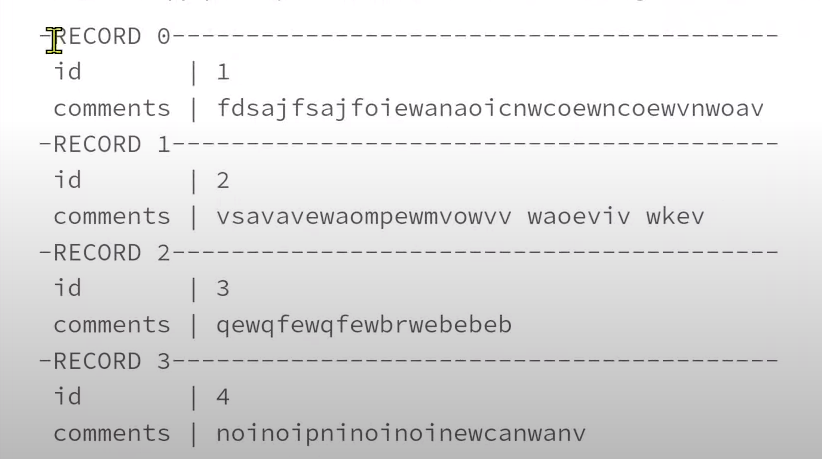 -RECORD 0-----------------------------------------
 id       | 1
 comments | fdsajfsajfoiewanaoicnwcoewncoewvnwoav
-RECORD 1-----------------------------------------
 id       | 2
 comments | vsavavewaompewmvowvv waoeviv wkev
-RECORD 2-----------------------------------------
 id       | 3
 comments | qewqfewqfewbrwebebeb
-RECORD 3-----------------------------------------
 id       | 4
 comments | noinoipninoinoinewcanwanv